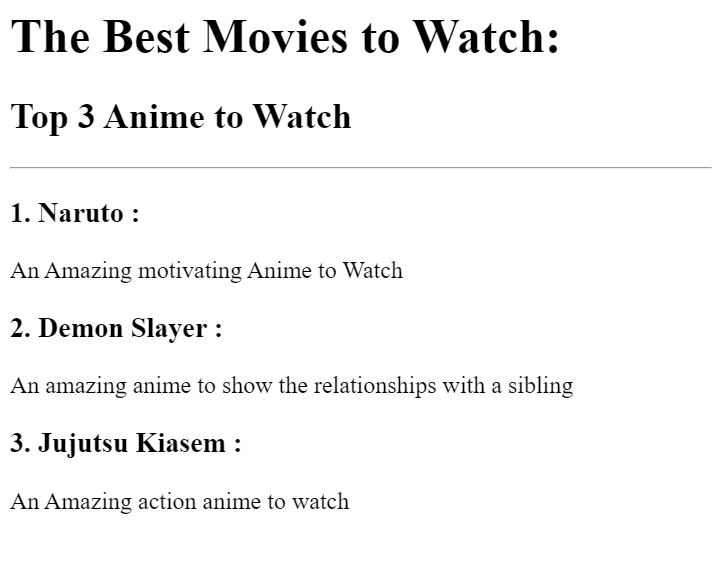 The Best Movies to Watch:
Top 3 Anime to Watch
1. Naruto :
An Amazing motivating Anime to Watch
2. Demon Slayer :
An amazing anime to show the relationships with a sibling
3. Jujutsu Kiasem :
An Amazing action anime to watch